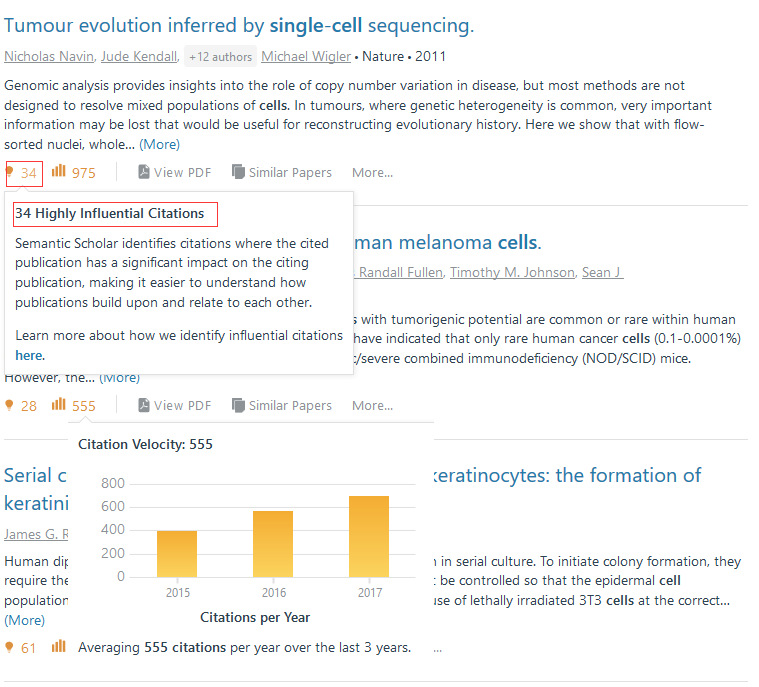 Tumour evolution inferred by single-cell sequencing.
Nicholas Navin, Jude Kendall, +12 authors Michael Wigler • Nature • 2011
Genomic analysis provides insights into the role of copy number variation in disease, but most methods are not
designed to resolve mixed populations of cells. In tumours, where genetic heterogeneity is common, very important
information may be lost that would be useful for reconstructing evolutionary history. Here we show that with flow-
sorted nuclei, whole... (More)
34 975 View PDF Similar Papers More...
34 Highly Influential Citations
Semantic Scholar identifies citations where the cited
publication has a significant impact on the citing
publication, making it easier to understand how
publications build upon and relate to each other.
Learn more about how we identify influential citations
here.
man melanoma cells.
Randall Fullen, Timothy M. Johnson, Sean J
s with tumorigenic potential are common or rare within human
have indicated that only rare human cancer cells (0.1-0.0001%)
/severe combined immunodeficiency (NOD/SCID) mice.
However, the... (More)
28 555 View PDF Similar Papers More...
Citation Velocity: 555
800
600
400
200
0
2015 2016 2017
Citations per Year
Averaging 555 citations per year over the last 3 years.
Serial c
keratinocytes: the formation of
keratini
James G. R
Human dip
n in serial culture. To initiate colony formation, they
require the
t be controlled so that the epidermal cell
population
use of lethally irradiated 3T3 cells at the correct...
(More)
61
...